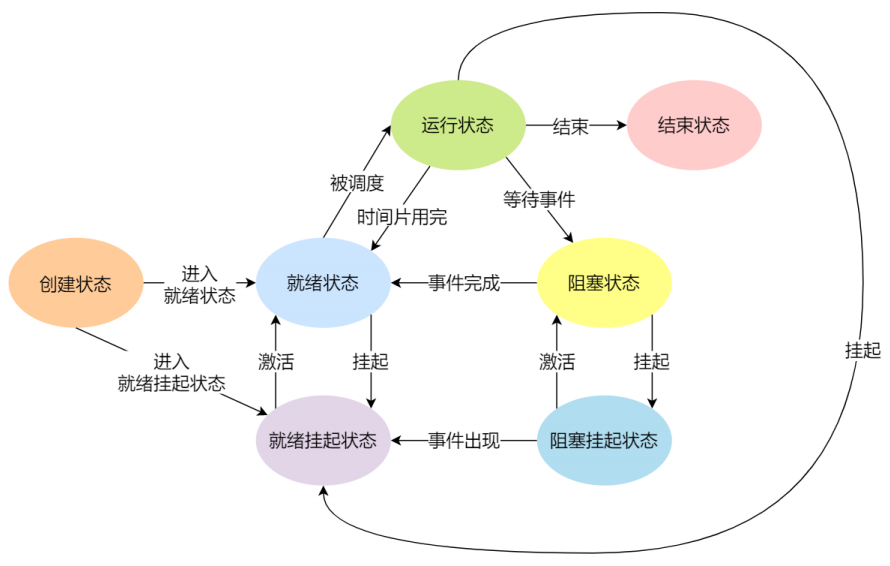 运行状态
结束
结束状态
被调度
时间片用完
等待事件
创建状态
进入
就绪状态
就绪状态
事件完成
阻塞状态
进入
就绪挂起状态
激活
挂起
激活
挂起
挂起
就绪挂起状态
事件出现
阻塞挂起状态